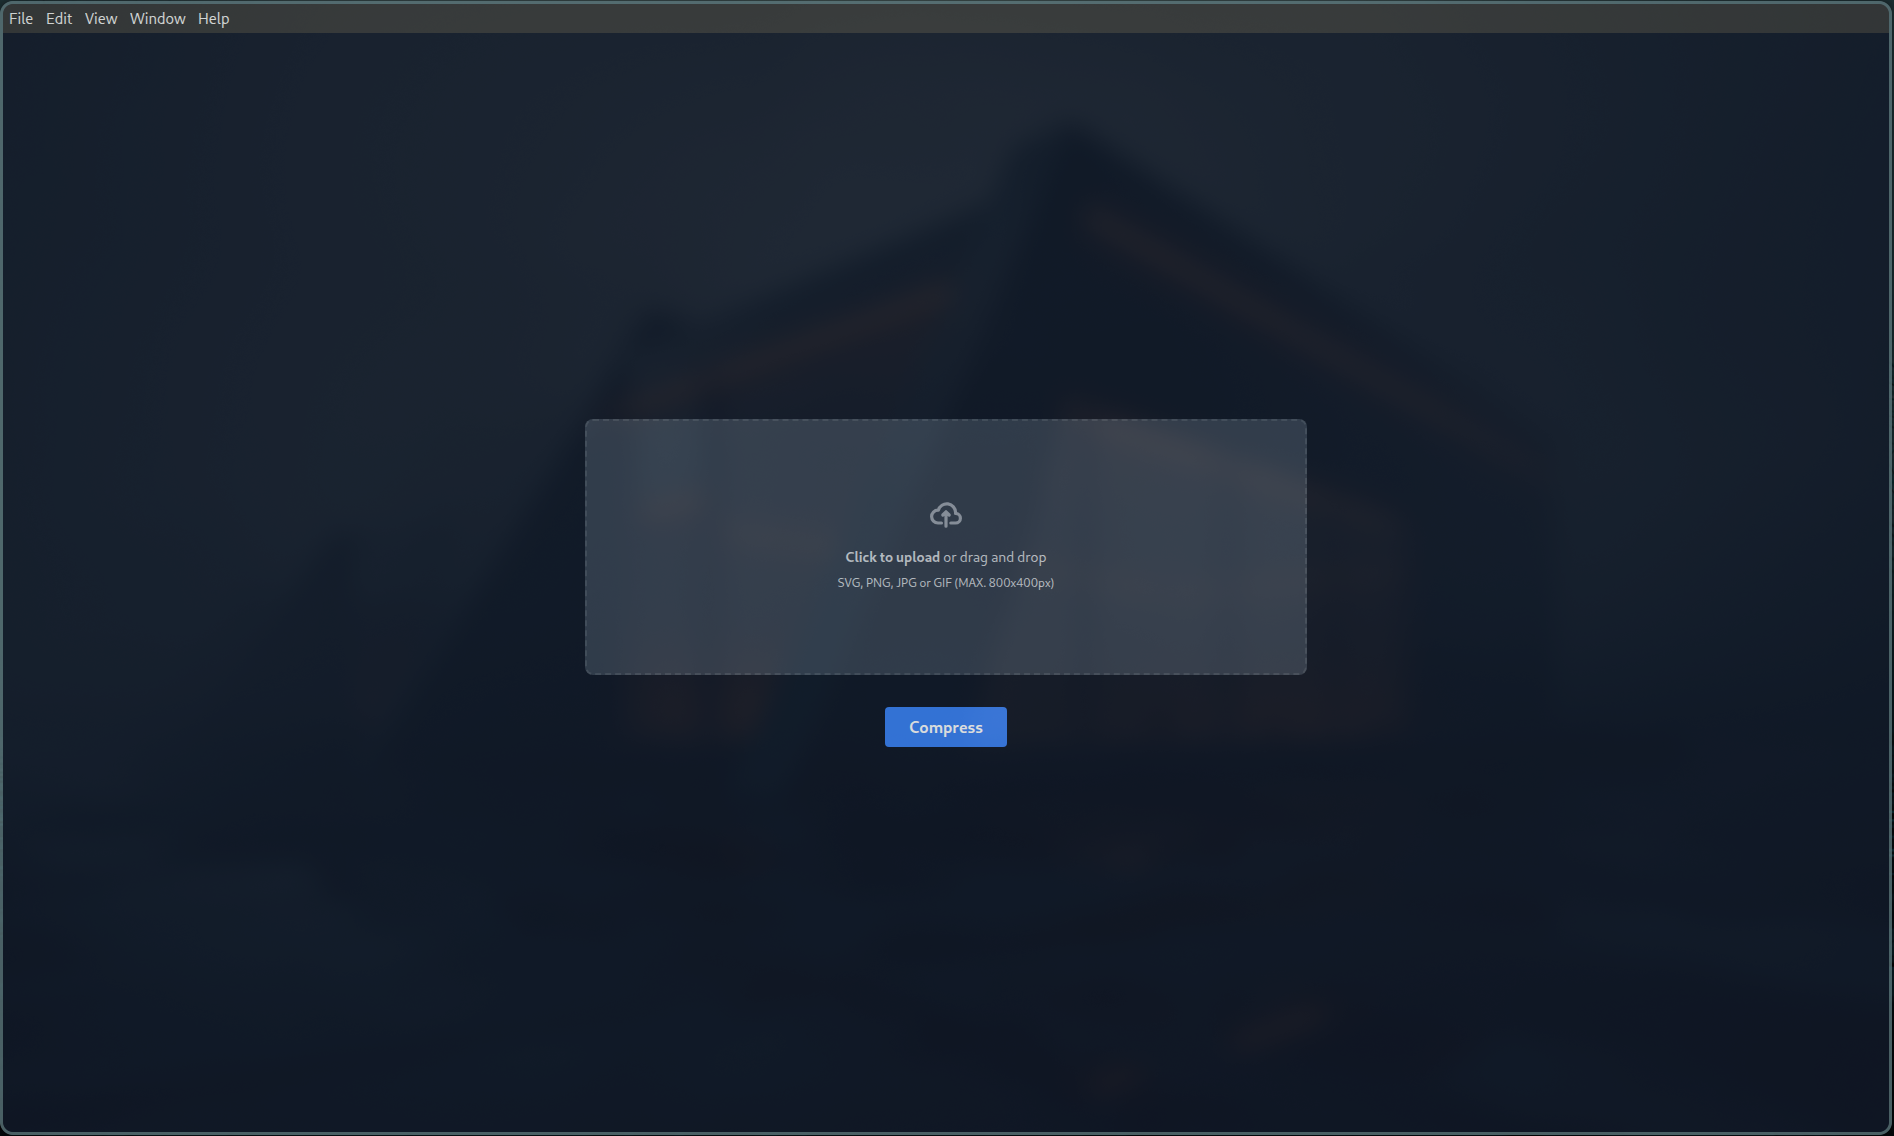 File Edit View Window Help
Click to upload or drag and drop
SVG, PNG, JPG or GIF (MAX. 800x400px)
Compress